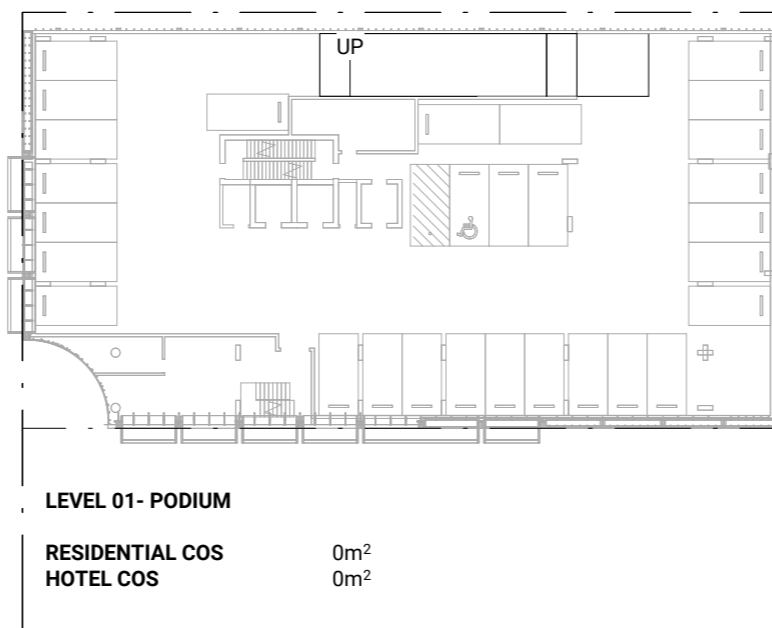 UP
LEVEL 01- PODIUM
RESIDENTIAL COS 0m²
HOTEL COS 0m²